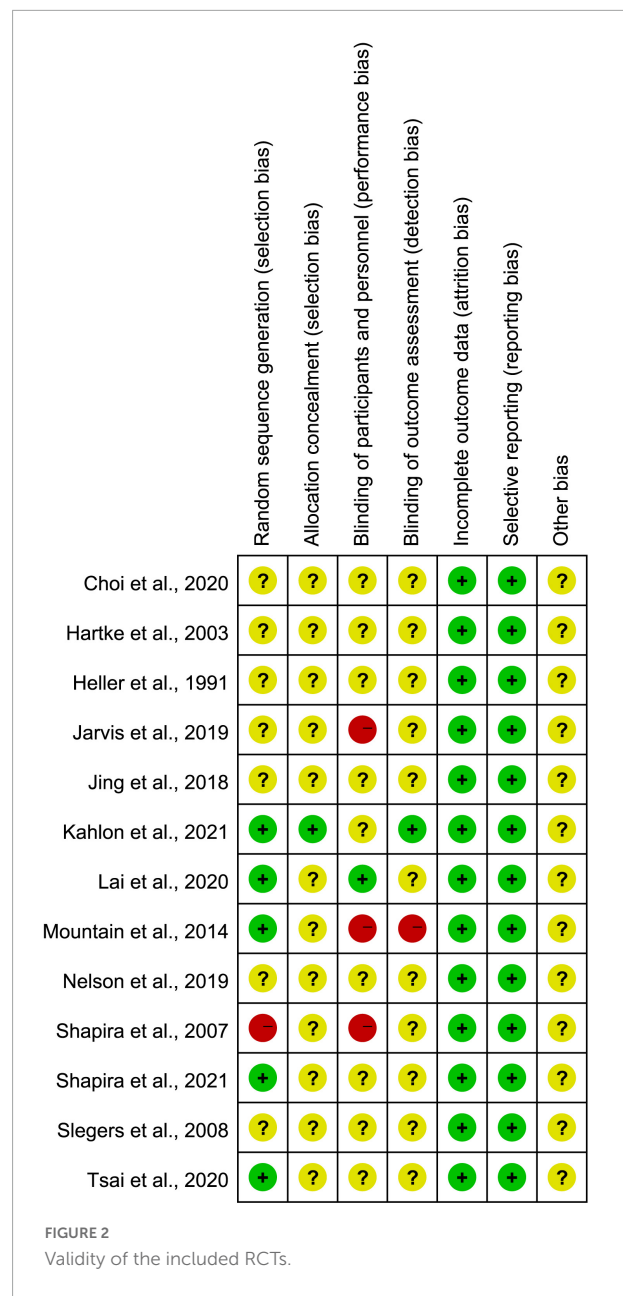 Random sequence generation (selection bias)
Allocation concealment (selection bias)
Blinding of participants and personnel (performance bias)
Blinding of outcome assessment (detection bias)
Incomplete outcome data (attrition bias)
Selective reporting (reporting bias)
Other bias
Choi et al., 2020 ? ? ? ? + + ?
Hartke et al., 2003 ? ? ? ? + + ?
Heller et al., 1991 ? ? ? ? + + ?
Jarvis et al., 2019 ? ? – ? + + ?
Jing et al., 2018 ? ? ? ? + + ?
Kahlon et al., 2021 + + ? + + + ?
Lai et al., 2020 + ? + ? + + ?
Mountain et al., 2014 + ? – – + + ?
Nelson et al., 2019 ? ? ? ? + + ?
Shapira et al., 2007 – ? – ? + + ?
Shapira et al., 2021 + ? ? ? + + ?
Slegers et al., 2008 ? ? ? ? + + ?
Tsai et al., 2020 + ? ? ? + + ?
FIGURE 2
Validity of the included RCTs.